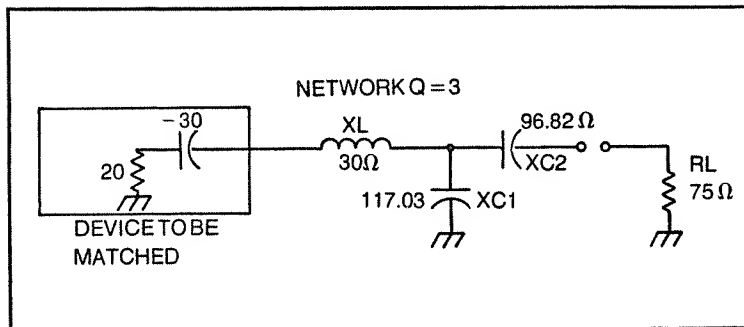 NETWORK Q = 3
– 30
20
XL
30Ω
96.82 Ω
XC2
117.03
XC1
RL
75 Ω
DEVICE TO BE
MATCHED